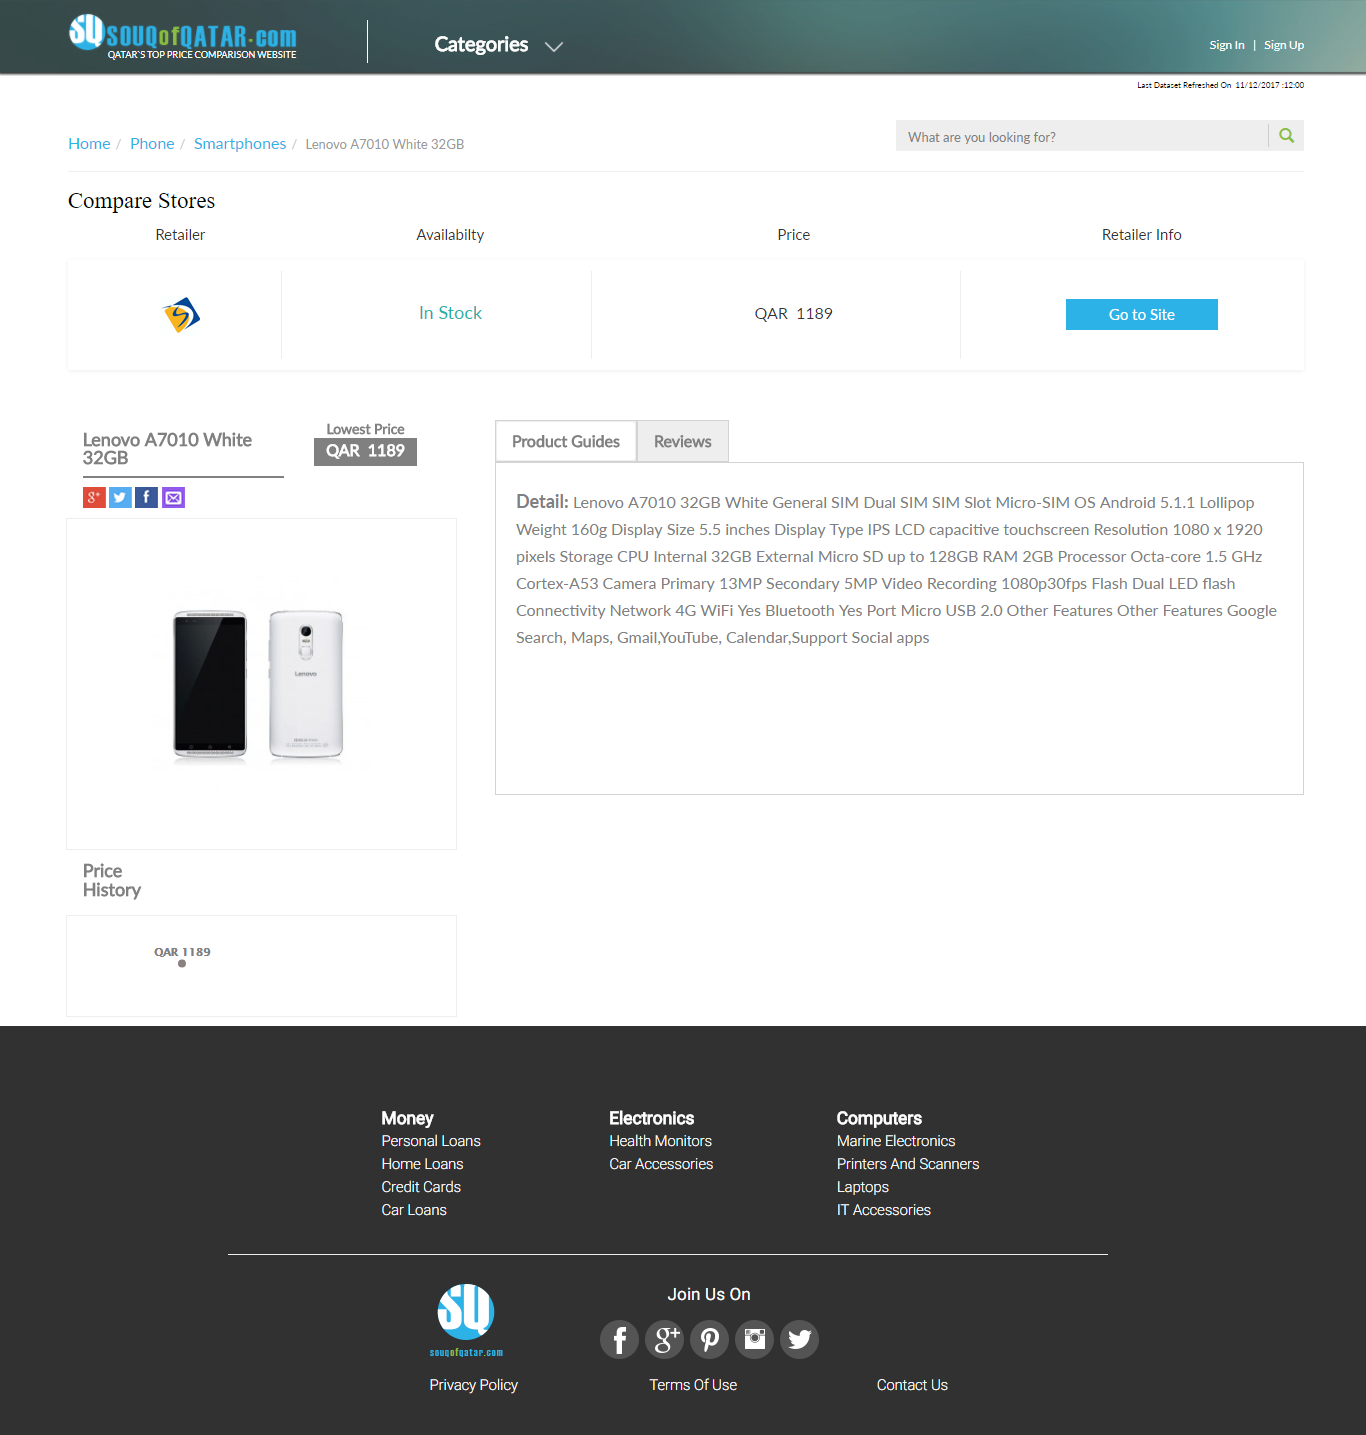 SQ SOUQofQATAR.com
QATAR`S TOP PRICE COMPARISON WEBSITE
Categories
Sign In | Sign Up
Last Dataset Refreshed On 11/12/2017 :12:00
Home / Phone / Smartphones / Lenovo A7010 White 32GB
What are you looking for?
Compare Stores
Retailer Availabilty Price Retailer Info
In Stock QAR 1189 Go to Site
Lenovo A7010 White
32GB
Lowest Price
QAR 1189
Product Guides Reviews
Detail: Lenovo A7010 32GB White General SIM Dual SIM SIM Slot Micro-SIM OS Android 5.1.1 Lollipop
Weight 160g Display Size 5.5 inches Display Type IPS LCD capacitive touchscreen Resolution 1080 x 1920
pixels Storage CPU Internal 32GB External Micro SD up to 128GB RAM 2GB Processor Octa-core 1.5 GHz
Cortex-A53 Camera Primary 13MP Secondary 5MP Video Recording 1080p30fps Flash Dual LED flash
Connectivity Network 4G WiFi Yes Bluetooth Yes Port Micro USB 2.0 Other Features Other Features Google
Search, Maps, Gmail,YouTube, Calendar,Support Social apps
Lenovo
Price
History
QAR 1189
Money
Personal Loans
Home Loans
Credit Cards
Car Loans
Electronics
Health Monitors
Car Accessories
Computers
Marine Electronics
Printers And Scanners
Laptops
IT Accessories
SQ
souqofqatar.com
Join Us On
Privacy Policy Terms Of Use Contact Us